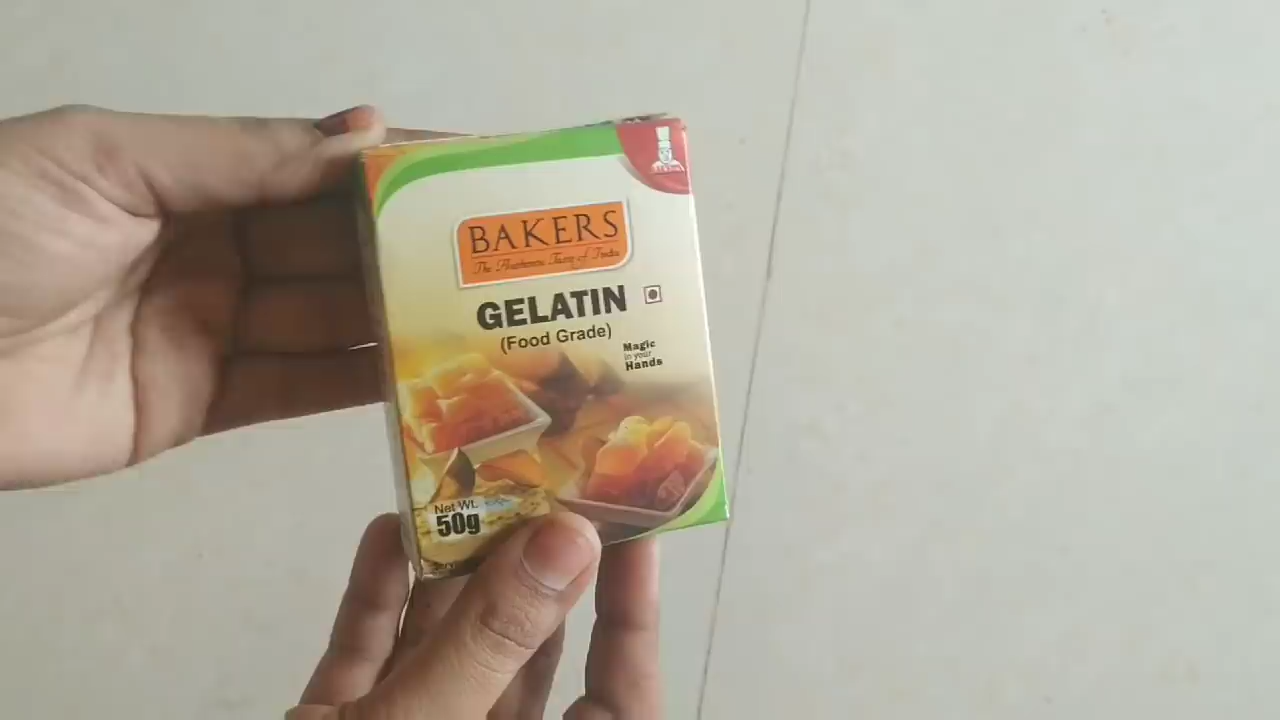 BAKERS
The Authentic Taste of India
GELATIN
(Food Grade)
Magic
in your
Hands
Net Wt.
50g